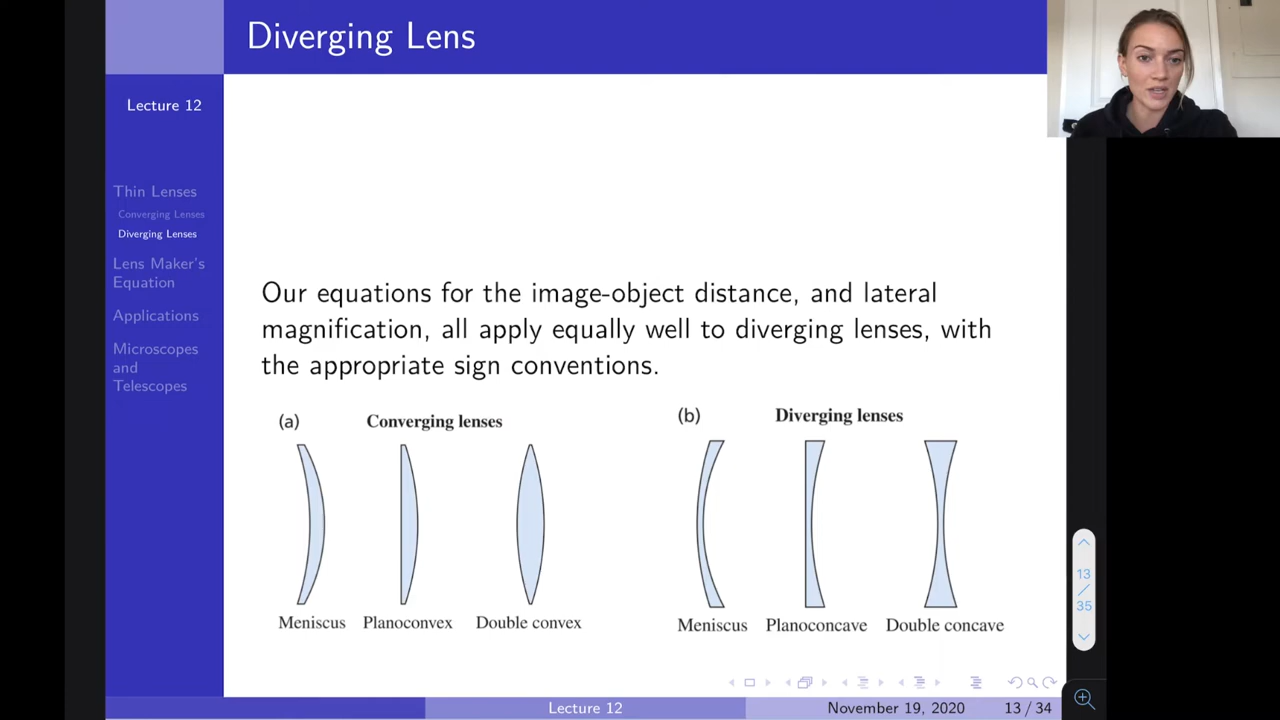 Diverging Lens
Lecture 12
Thin Lenses
Converging Lenses
Diverging Lenses
Lens Maker's
Equation
Applications
Microscopes
and
Telescopes
Our equations for the image-object distance, and lateral
magnification, all apply equally well to diverging lenses, with
the appropriate sign conventions.
(a) Converging lenses
Meniscus Planoconvex Double convex
(b) Diverging lenses
Meniscus Planoconcave Double concave
13
/
35
Lecture 12 November 19, 2020 13 / 34